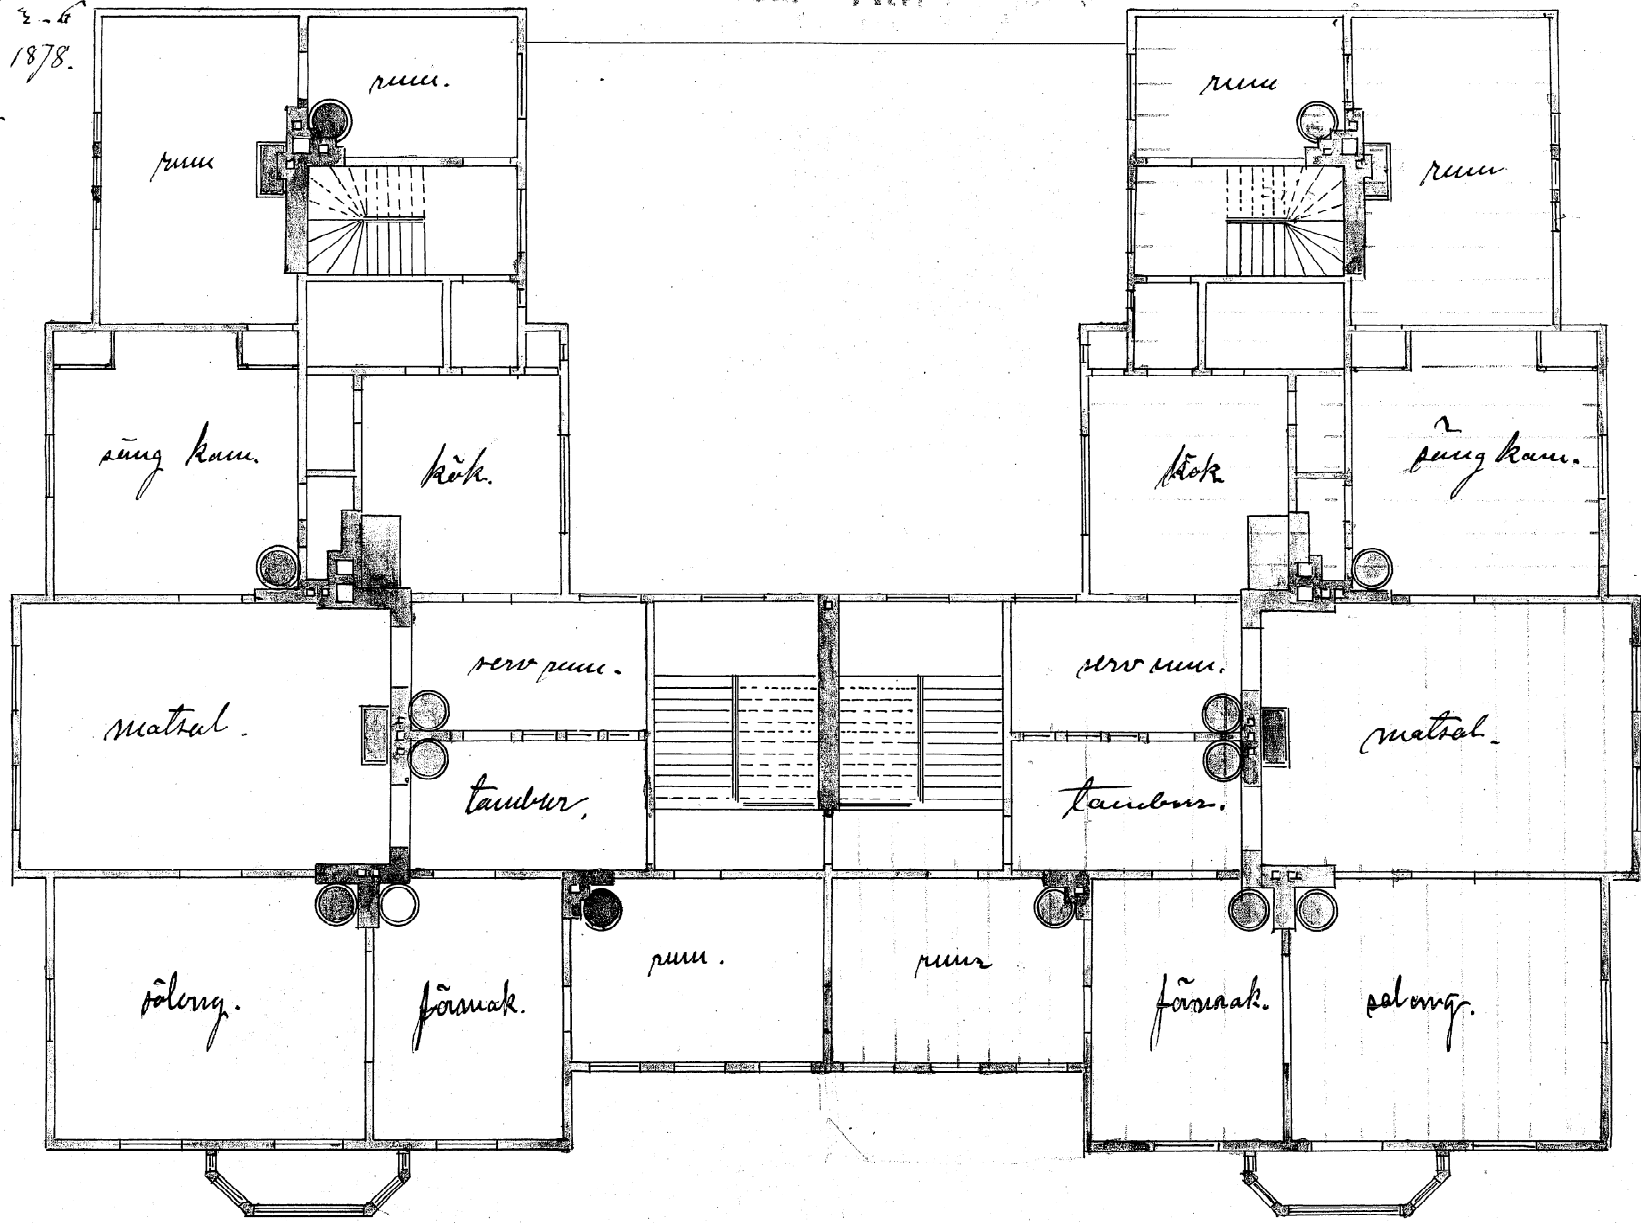 1878.
rum.
rum
rum
rum
säng kam.
kök.
kök
säng kam.
serv rum.
serv rum.
matsal.
matsal
tambur.
tambur.
rum.
rum
salong.
förmak.
förmak.
salong.